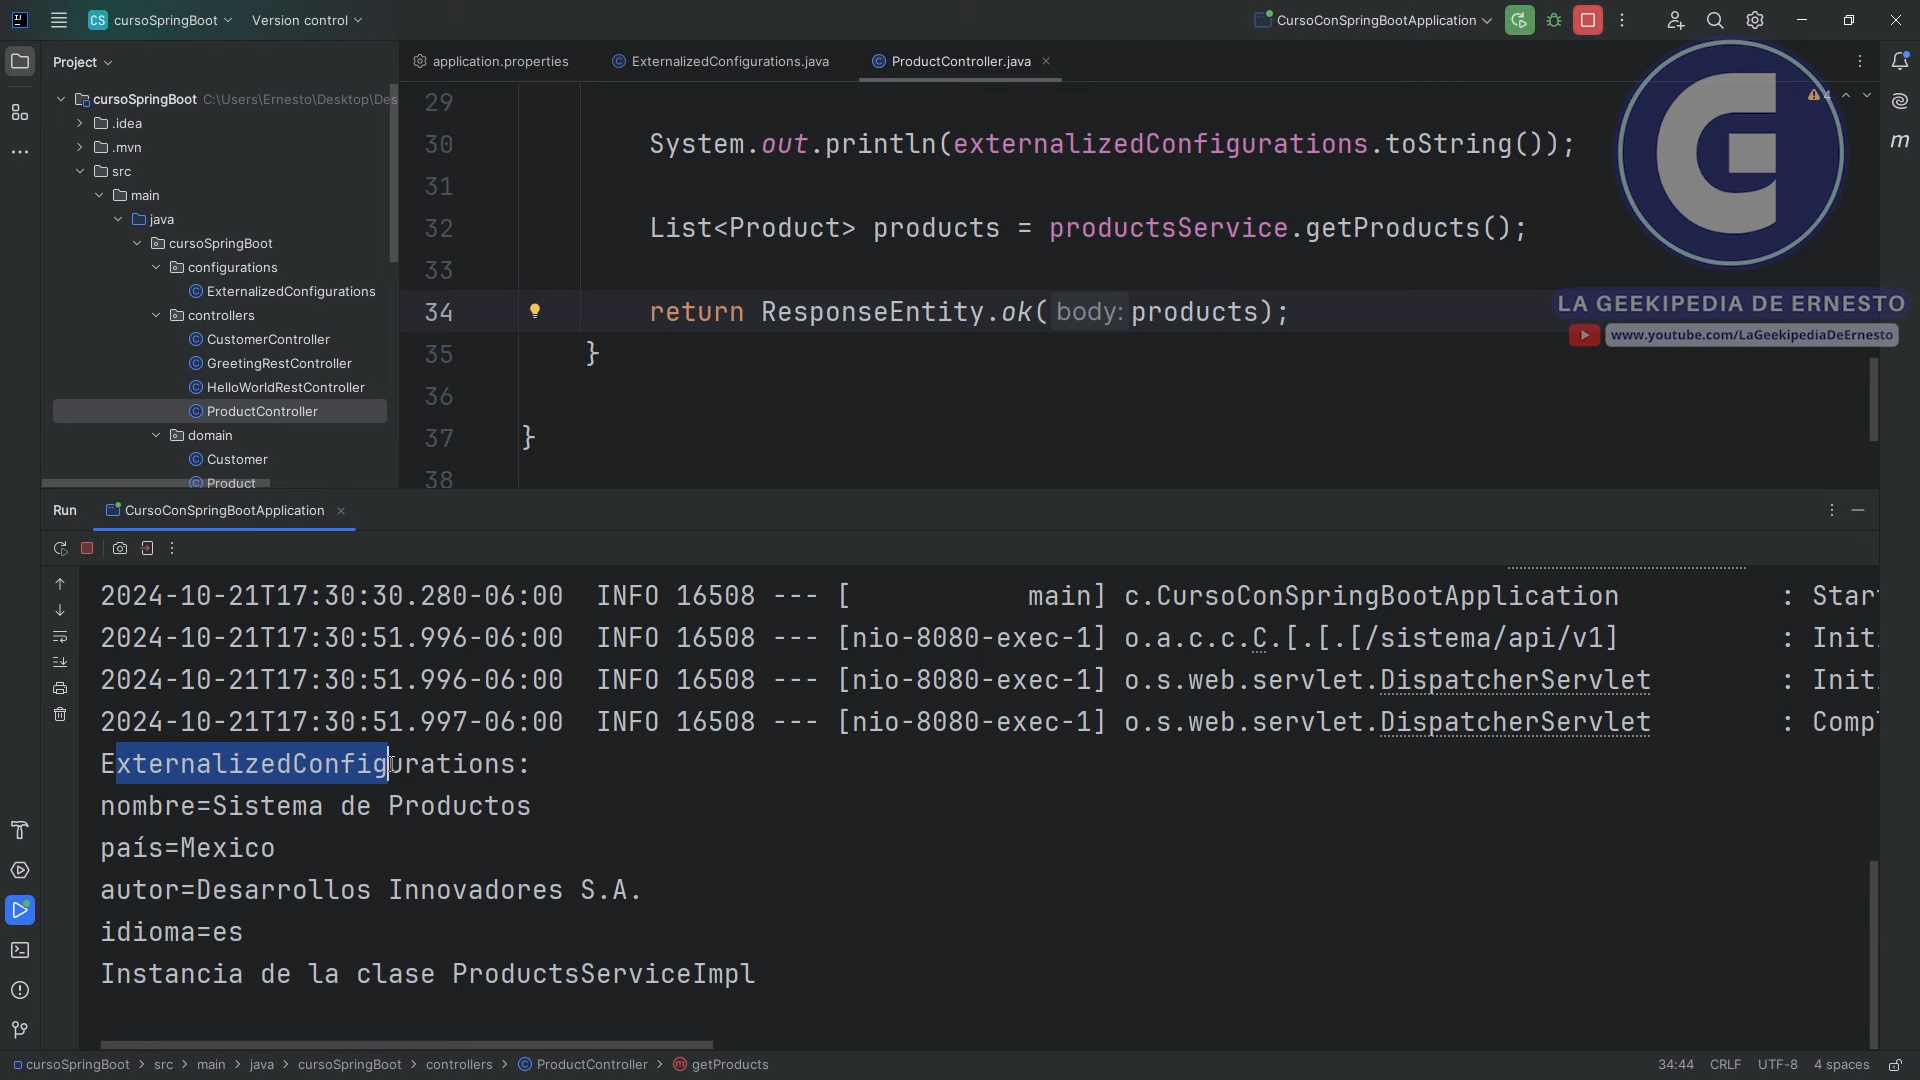 CS cursoSpringBoot Version control CursoConSpringBootApplication
Project
application.properties ExternalizedConfigurations.java ProductController.java
cursoSpringBoot C:\Users\Ernesto\Desktop\Des
.idea
.mvn
src
main
java
cursoSpringBoot
configurations
ExternalizedConfigurations
controllers
CustomerController
GreetingRestController
HelloWorldRestController
ProductController
domain
Customer
Product
4
29
30 System.out.println(externalizedConfigurations.toString());
31
32 List<Product> products = productsService.getProducts();
33
34 return ResponseEntity.ok( body: products);
35 }
36
37 }
38
LA GEEKIPEDIA DE ERNESTO
www.youtube.com/LaGeekipediaDeErnesto
Run CursoConSpringBootApplication
2024-10-21T17:30:30.280-06:00 INFO 16508 --- [ main] c.CursoConSpringBootApplication : Star
2024-10-21T17:30:51.996-06:00 INFO 16508 --- [nio-8080-exec-1] o.a.c.c.C.[.[.[/sistema/api/v1] : Init
2024-10-21T17:30:51.996-06:00 INFO 16508 --- [nio-8080-exec-1] o.s.web.servlet.DispatcherServlet : Init
2024-10-21T17:30:51.997-06:00 INFO 16508 --- [nio-8080-exec-1] o.s.web.servlet.DispatcherServlet : Comp
ExternalizedConfigurations:
nombre=Sistema de Productos
país=Mexico
autor=Desarrollos Innovadores S.A.
idioma=es
Instancia de la clase ProductsServiceImpl
cursoSpringBoot > src > main > java > cursoSpringBoot > controllers > ProductController > getProducts 34:44 CRLF UTF-8 4 spaces